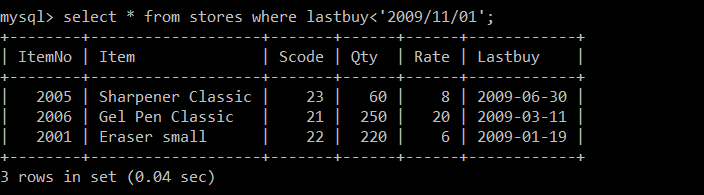 mysql> select * from stores where lastbuy<'2009/11/01';
+--------+-------------------+-------+------+------+------------+
| ItemNo | Item              | Scode | Qty  | Rate | Lastbuy    |
+--------+-------------------+-------+------+------+------------+
|   2005 | Sharpener Classic |    23 |   60 |    8 | 2009-06-30 |
|   2006 | Gel Pen Classic   |    21 |  250 |   20 | 2009-03-11 |
|   2001 | Eraser small      |    22 |  220 |    6 | 2009-01-19 |
+--------+-------------------+-------+------+------+------------+
3 rows in set (0.04 sec)